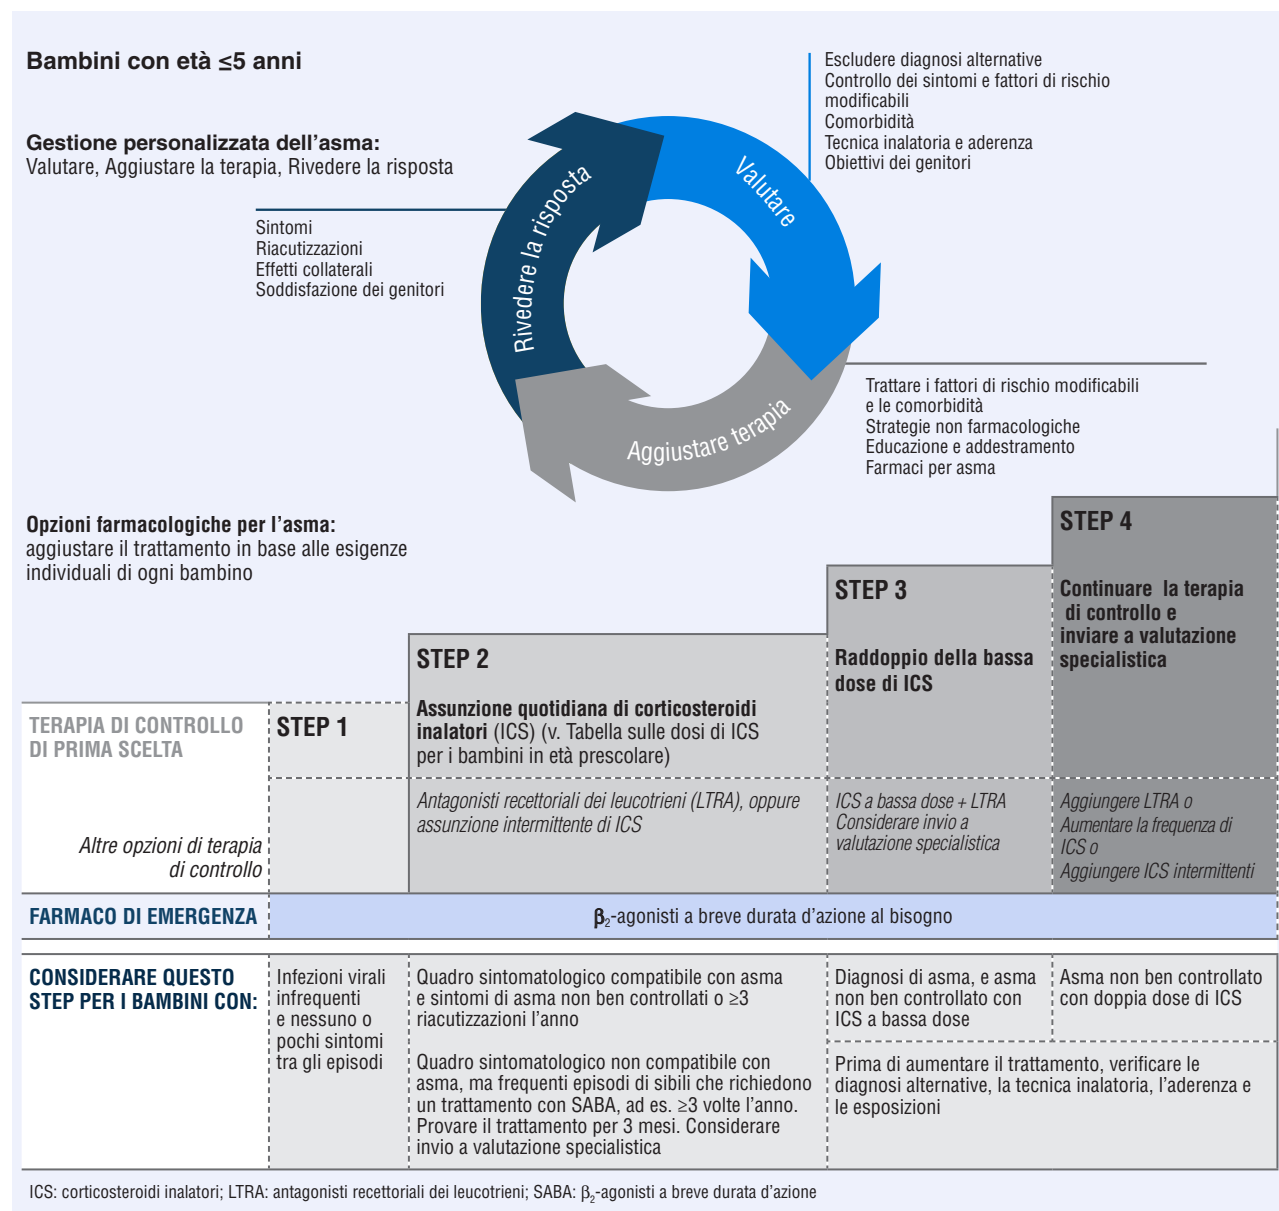 Bambini con età ≤5 anni
Gestione personalizzata dell'asma:
Valutare, Aggiustare la terapia, Rivedere la risposta
Escludere diagnosi alternative
Controllo dei sintomi e fattori di rischio
modificabili
Comorbidità
Tecnica inalatoria e aderenza
Obiettivi dei genitori
Valutare
Rivedere la risposta
Sintomi
Riacutizzazioni
Effetti collaterali
Soddisfazione dei genitori
Aggiustare terapia
Trattare i fattori di rischio modificabili
e le comorbidità
Strategie non farmacologiche
Educazione e addestramento
Farmaci per asma
Opzioni farmacologiche per l'asma:
aggiustare il trattamento in base alle esigenze
individuali di ogni bambino
TERAPIA DI CONTROLLO
DI PRIMA SCELTA
STEP 1
STEP 2
Assunzione quotidiana di corticosteroidi
inalatori (ICS) (v. Tabella sulle dosi di ICS
per i bambini in età prescolare)
STEP 3
Raddoppio della bassa
dose di ICS
STEP 4
Continuare la terapia
di controllo e
inviare a valutazione
specialistica
Altre opzioni di terapia
di controllo
Antagonisti recettoriali dei leucotrieni (LTRA), oppure
assunzione intermittente di ICS
ICS a bassa dose + LTRA
Considerare invio a
valutazione specialistica
Aggiungere LTRA o
Aumentare la frequenza di
ICS o
Aggiungere ICS intermittenti
FARMACO DI EMERGENZA
β₂-agonisti a breve durata d'azione al bisogno
CONSIDERARE QUESTO
STEP PER I BAMBINI CON:
Infezioni virali
infrequenti
e nessuno o
pochi sintomi
tra gli episodi
Quadro sintomatologico compatibile con asma
e sintomi di asma non ben controllati o ≥3
riacutizzazioni l'anno
Quadro sintomatologico non compatibile con
asma, ma frequenti episodi di sibili che richiedono
un trattamento con SABA, ad es. ≥3 volte l'anno.
Provare il trattamento per 3 mesi. Considerare
invio a valutazione specialistica
Diagnosi di asma, e asma
non ben controllato con
ICS a bassa dose
Asma non ben controllato
con doppia dose di ICS
Prima di aumentare il trattamento, verificare le
diagnosi alternative, la tecnica inalatoria, l'aderenza e
le esposizioni
ICS: corticosteroidi inalatori; LTRA: antagonisti recettoriali dei leucotrieni; SABA: β₂-agonisti a breve durata d'azione